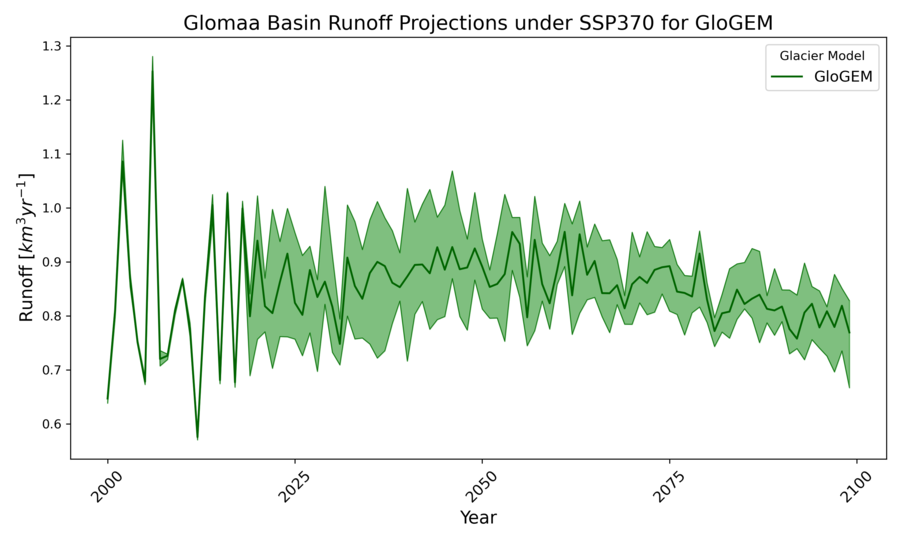 Glomaa Basin Runoff Projections under SSP370 for GloGEM
1.3
1.2
1.1
1.0
0.9
0.8
0.7
0.6
Runoff [km³yr⁻¹]
Glacier Model
GloGEM
2000
2025
2050
2075
2100
Year